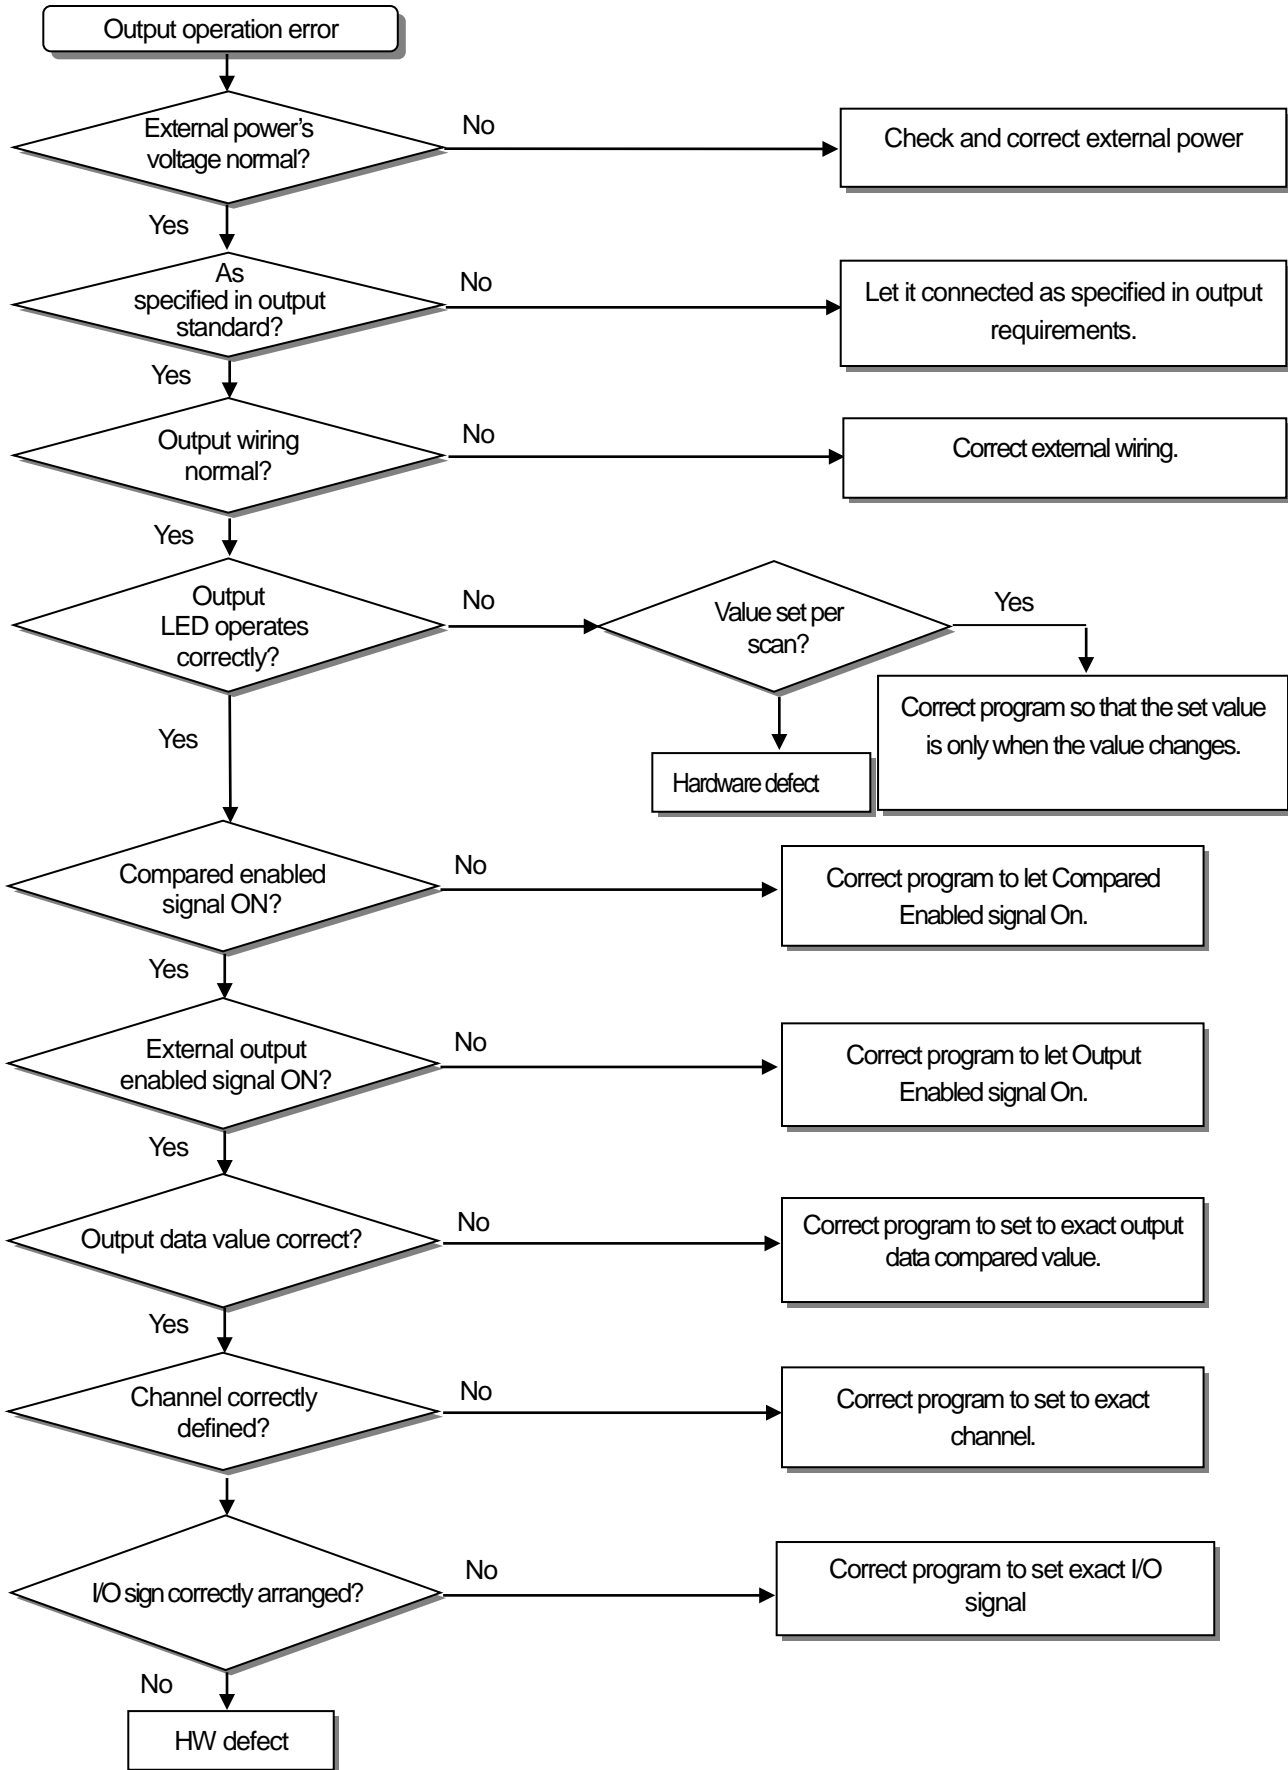 Output operation error
External power's
voltage normal?
No
Check and correct external power
Yes
As
specified in output
standard?
No
Let it connected as specified in output
requirements.
Yes
Output wiring
normal?
No
Correct external wiring.
Yes
Output
LED operates
correctly?
No
Value set per
scan?
Yes
Correct program so that the set value
is only when the value changes.
Hardware defect
Yes
Compared enabled
signal ON?
No
Correct program to let Compared
Enabled signal On.
Yes
External output
enabled signal ON?
No
Correct program to let Output
Enabled signal On.
Yes
Output data value correct?
No
Correct program to set to exact output
data compared value.
Yes
Channel correctly
defined?
No
Correct program to set to exact
channel.
I/O sign correctly arranged?
No
Correct program to set exact I/O
signal
No
HW defect